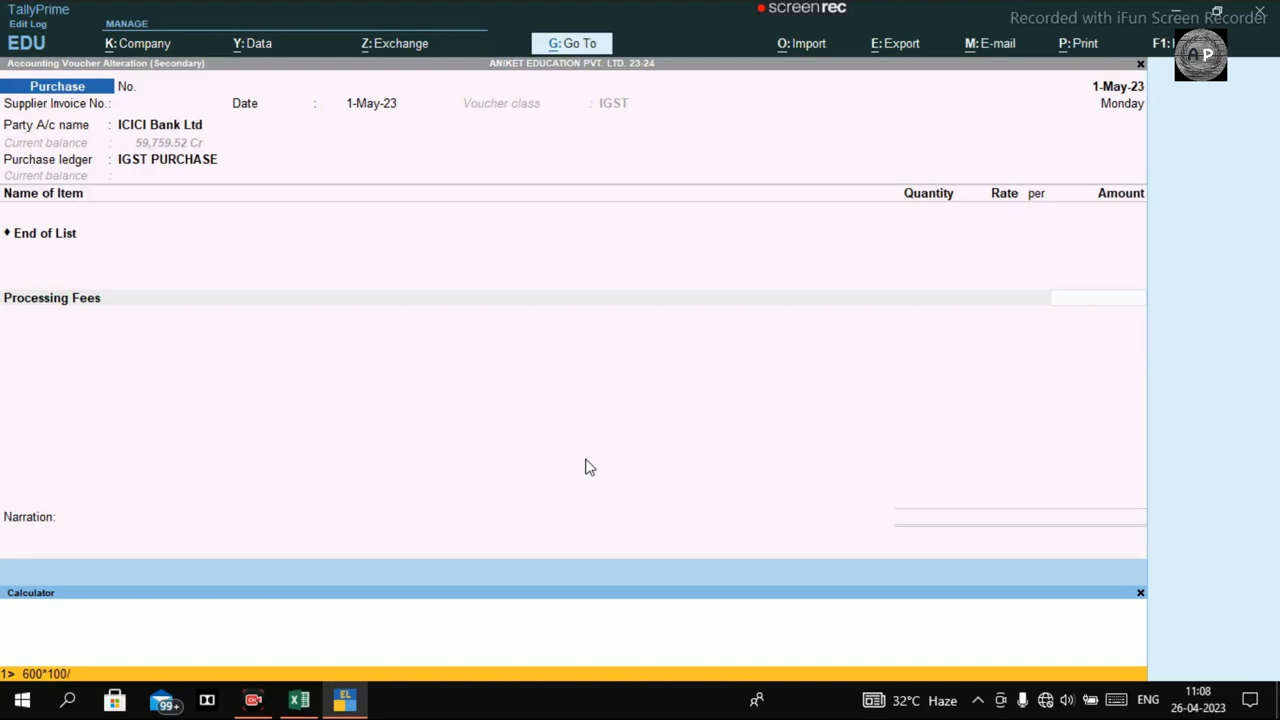 TallyPrime
screenrec
Edit Log
MANAGE
Recorded with iFun Screen Recorder
EDU
K: Company
Y: Data
Z: Exchange
G: Go To
O: Import
E: Export
M: E-mail
P: Print
F1:
AP
Accounting Voucher Alteration (Secondary)
ANIKET EDUCATION PVT. LTD. 23-24
Purchase No.
1-May-23
Supplier Invoice No.:
Date : 1-May-23
Voucher class : IGST
Monday
Party A/c name : ICICI Bank Ltd
Current balance : 59,759.52 Cr
Purchase ledger : IGST PURCHASE
Current balance :
Name of Item
Quantity
Rate per
Amount
♦ End of List
Processing Fees
Narration:
Calculator
1> 600*100/
99+
EL
32°C Haze
ENG
11:08
26-04-2023